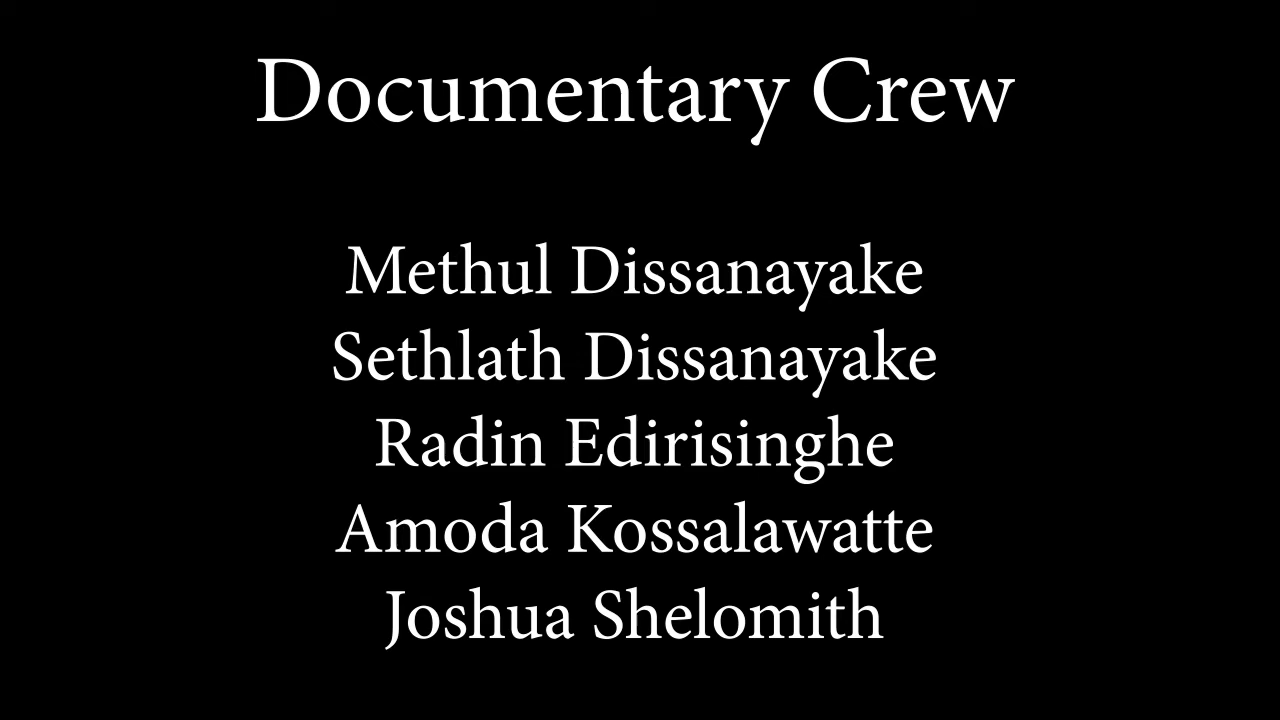 Documentary Crew
Methul Dissanayake
Sethlath Dissanayake
Radin Edirisinghe
Amoda Kossalawatte
Joshua Shelomith